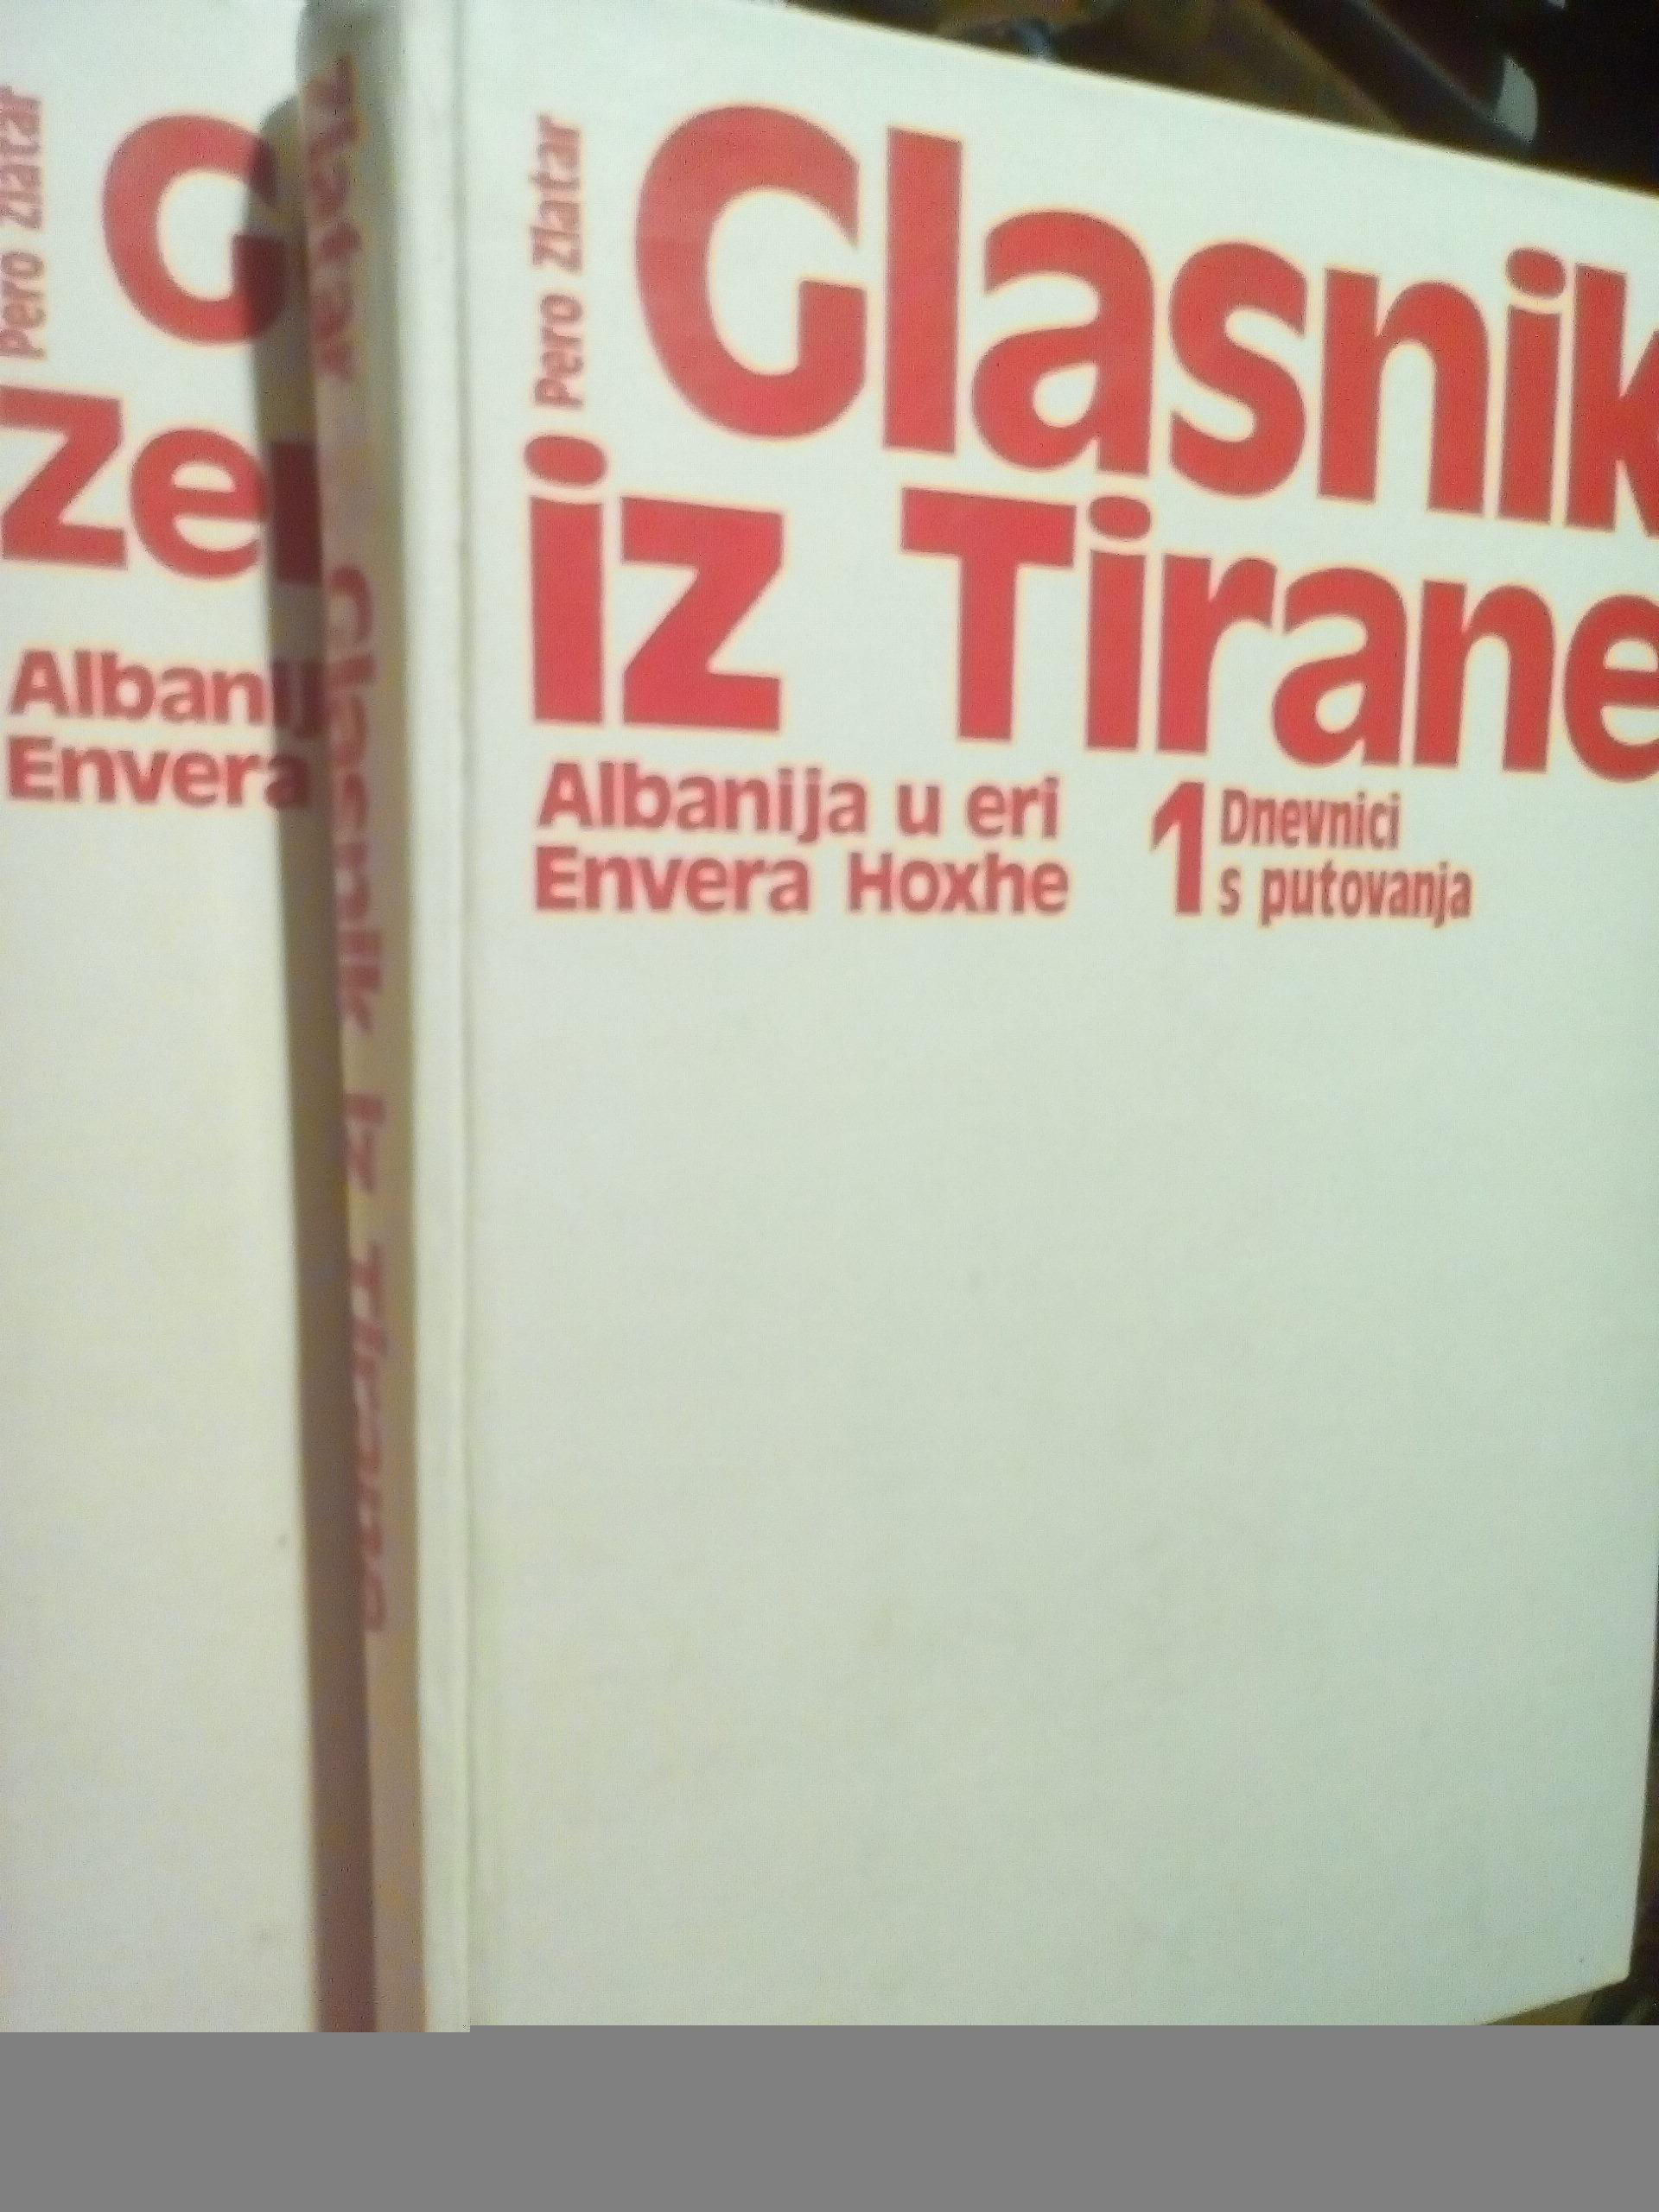 Pero Zlatar
G
Ze
Albanij
Envera
Zlatar Glasnik iz Tirane
Pero Zlatar
Glasnik
iz Tirane
Albanija u eri
Envera Hoxhe
1 Dnevnici
s putovanja